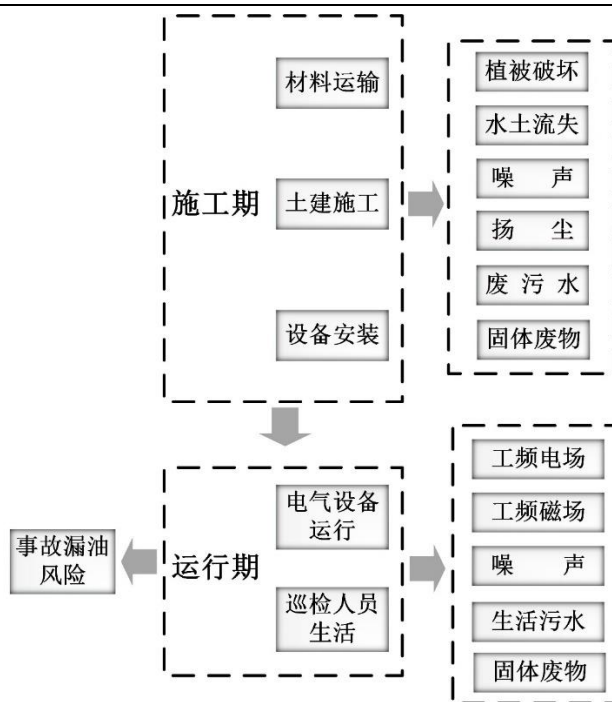 材料运输
施工期
土建施工
设备安装
植被破坏
水土流失
噪 声
扬 尘
废 污 水
固体废物
事故漏油
风险
运行期
电气设备
运行
巡检人员
生活
工频电场
工频磁场
噪 声
生活污水
固体废物